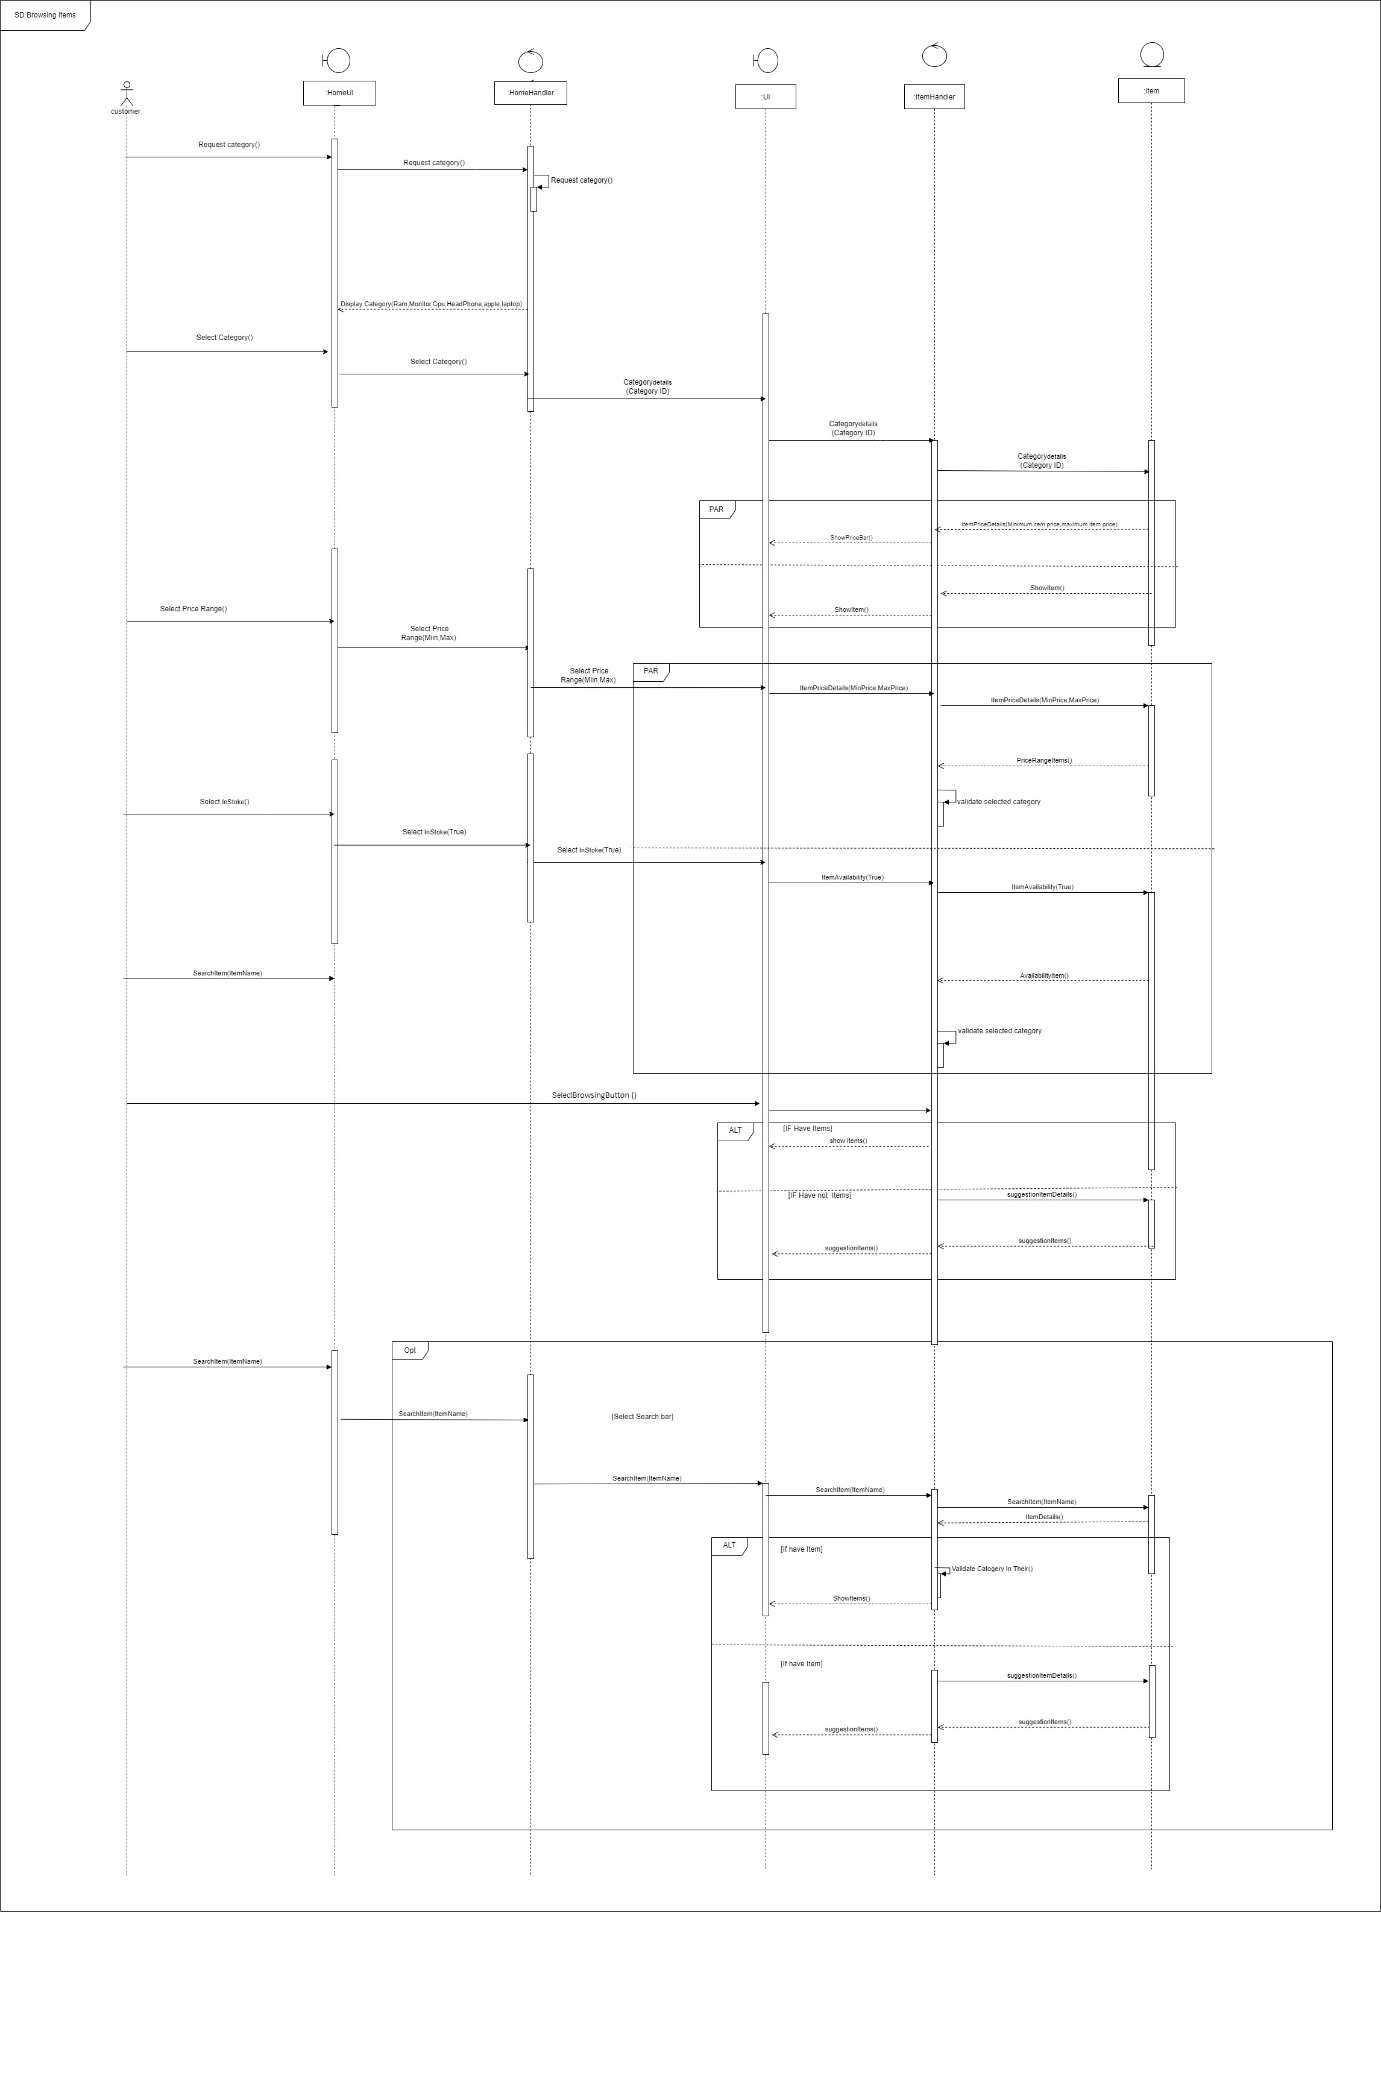 SD Browsing Items
customer
:HomeUI
:HomeHandler
:UI
:ItemHandler
:Item
Request category()
Request category()
Request category()
Display Category(Ram,Monitor.Cpu,HeadPhone,apple,laptop)
Select Category()
Select Category()
Categorydetails
(Category ID)
Categorydetails
(Category ID)
Categorydetails
(Category ID)
PAR
ItemPriceDetails(Minimum item price,maximum item price)
ShowPriceBar()
ShowItem()
ShowItem()
Select Price Range()
Select Price
Range(Miin,Max)
Select Price
Range(Miin,Max)
PAR
ItemPriceDetails(MinPrice,MaxPrice)
ItemPriceDetails(MinPrice,MaxPrice)
PriceRangeItems()
validate selected category
Select InStoke()
Select InStoke(True)
Select InStoke(True)
ItemAvailability(True)
ItemAvailability(True)
SearchItem(ItemName)
AvailabilityItem()
validate selected category
SelectBrowsingButton ()
ALT
[IF Have Items]
show items()
[IF Have not Items]
suggestionItemDetails()
suggestionItems()
suggestionItems()
Opt
SearchItem(ItemName)
SearchItem(ItemName)
[Select Search bar]
SearchItem(ItemName)
SearchItem(ItemName)
SearchItem(ItemName)
ItemDetails()
ALT
[If have Item]
Validate Catogery In Their()
ShowItems()
[If have Item]
suggestionItemDetails()
suggestionItems()
suggestionItems()